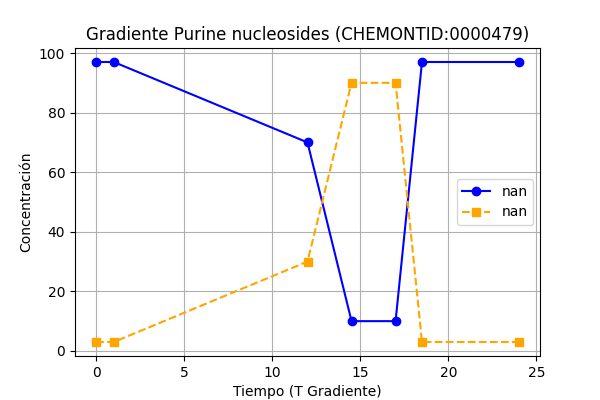 Gradiente Purine nucleosides (CHEMONTID:0000479)
100
80
60
40
20
0
Concentración
nan
nan
0 5 10 15 20 25
Tiempo (T Gradiente)